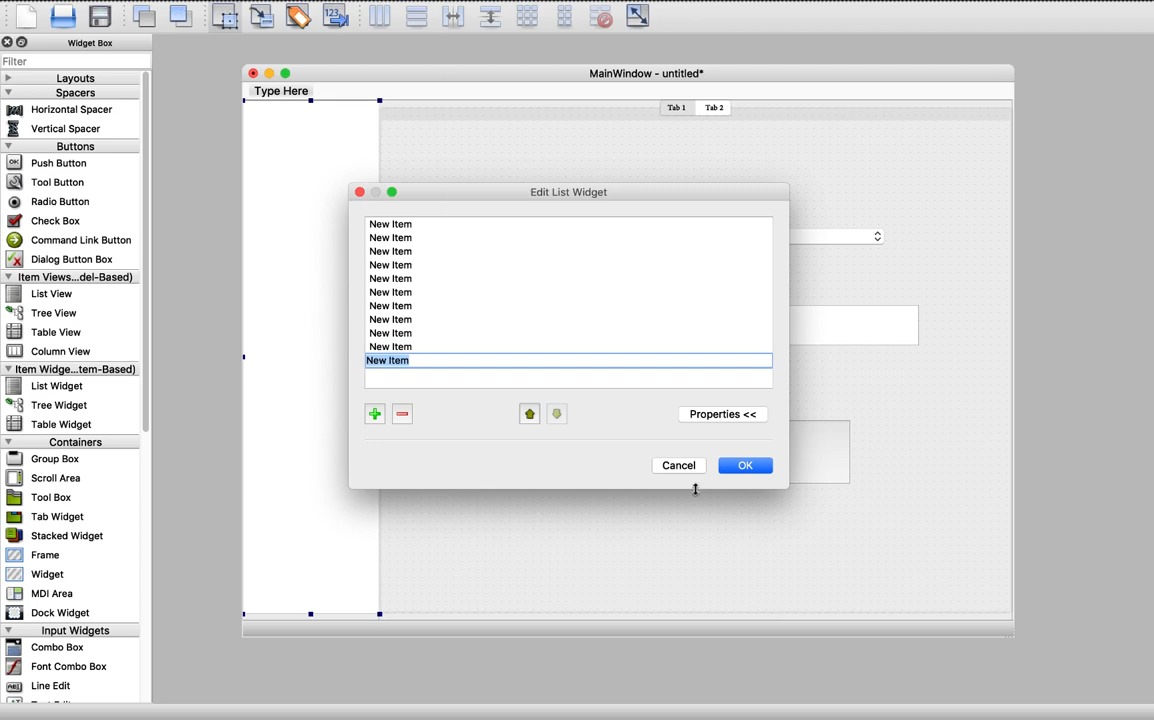 Widget Box
Filter
Layouts
Spacers
Horizontal Spacer
Vertical Spacer
Buttons
OK Push Button
Tool Button
Radio Button
Check Box
Command Link Button
Dialog Button Box
Item Views...del-Based)
List View
Tree View
Table View
Column View
Item Widge...tem-Based)
List Widget
Tree Widget
Table Widget
Containers
Group Box
Scroll Area
Tool Box
Tab Widget
Stacked Widget
Frame
Widget
MDI Area
Dock Widget
Input Widgets
Combo Box
Font Combo Box
Line Edit
123
MainWindow - untitled*
Type Here
Tab 1 Tab 2
Edit List Widget
New Item
New Item
New Item
New Item
New Item
New Item
New Item
New Item
New Item
New Item
New Item
Properties <<
Cancel OK